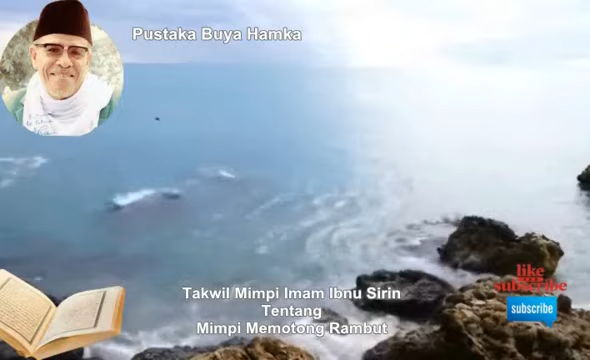 Pustaka Buya Hamka
Takwil Mimpi Imam Ibnu Sirin
Tentang
Mimpi Memotong Rambut
like
subscribe
subscribe